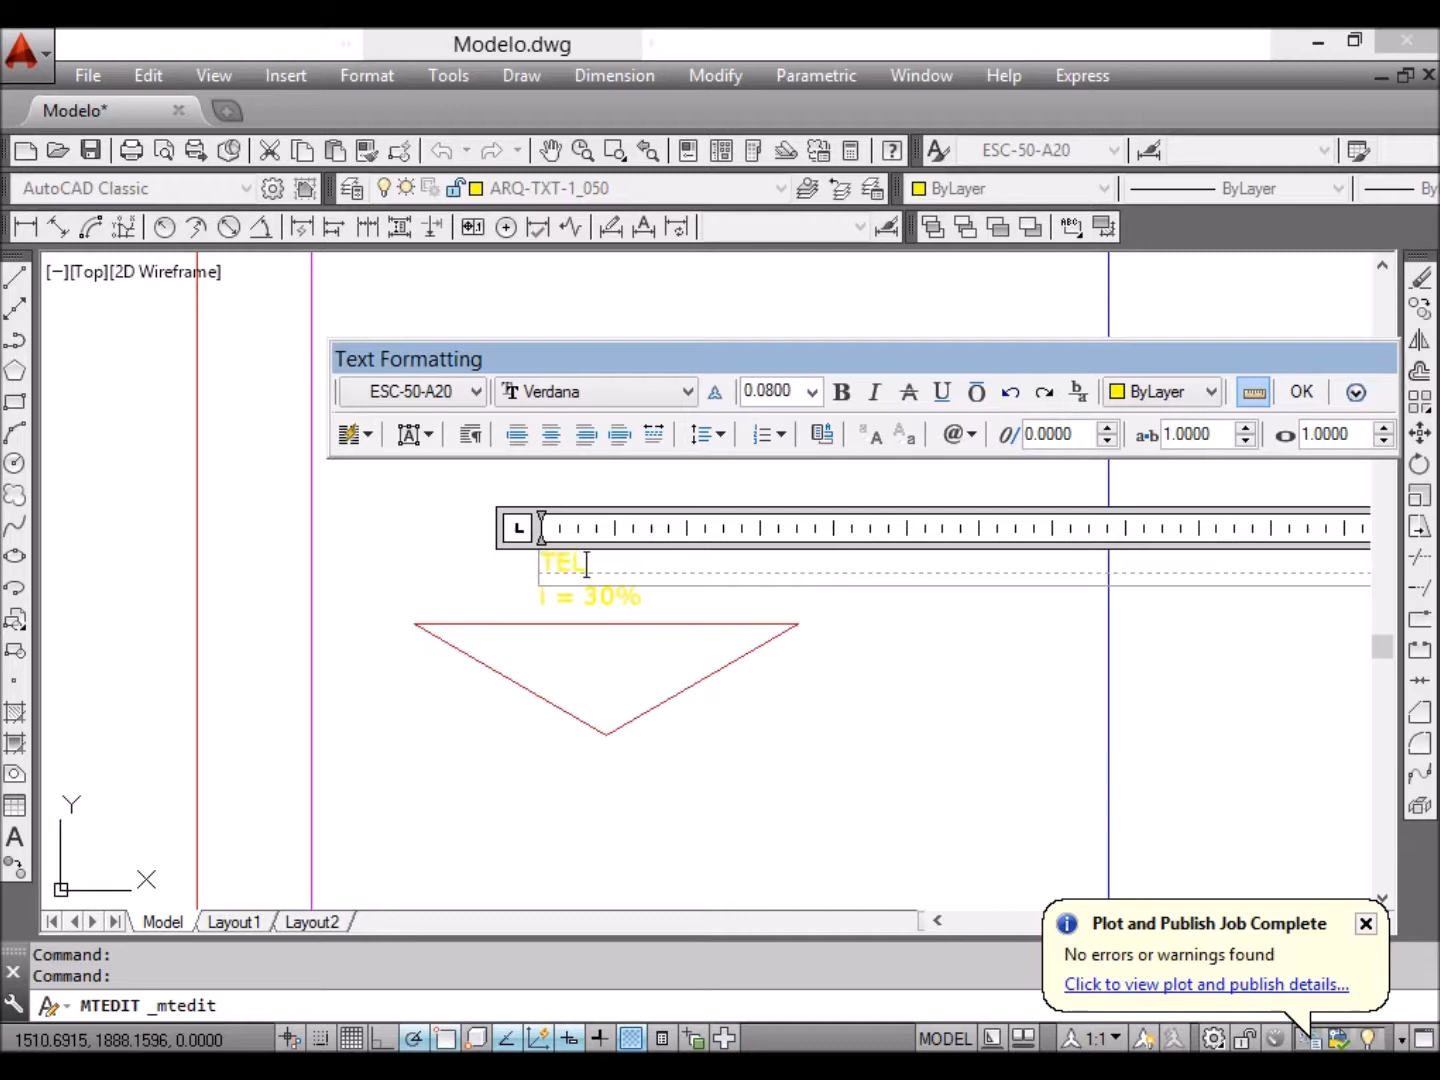 Modelo.dwg
File Edit View Insert Format Tools Draw Dimension Modify Parametric Window Help Express
Modelo*
ESC-50-A20
AutoCAD Classic
ARQ-TXT-1_050
ByLayer
ByLayer
By
[−][Top][2D Wireframe]
Text Formatting
ESC-50-A20
Verdana
0.0800
B I A U O
ByLayer
OK
@
0/ 0.0000
a•b 1.0000
1.0000
L
TEL
i = 30%
Y
X
A
Model Layout1 Layout2
Plot and Publish Job Complete
No errors or warnings found
Click to view plot and publish details...
Command:
Command:
MTEDIT _mtedit
1510.6915, 1888.1596, 0.0000
MODEL
1:1